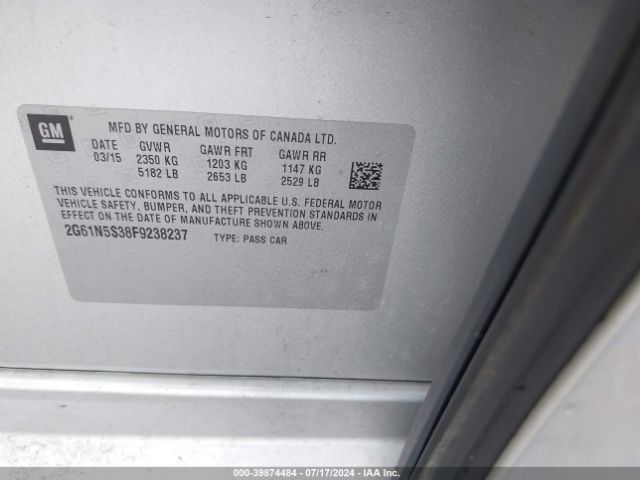 GM
MFD BY GENERAL MOTORS OF CANADA LTD.
DATE GVWR GAWR FRT GAWR RR
03/15 2350 KG 1203 KG 1147 KG
5182 LB 2653 LB 2529 LB
THIS VEHICLE CONFORMS TO ALL APPLICABLE U.S. FEDERAL MOTOR
VEHICLE SAFETY, BUMPER, AND THEFT PREVENTION STANDARDS IN
EFFECT ON THE DATE OF MANUFACTURE SHOWN ABOVE.
2G61N5S38F9238237 TYPE: PASS CAR
000-39874484 - 07/17/2024 - IAA Inc.